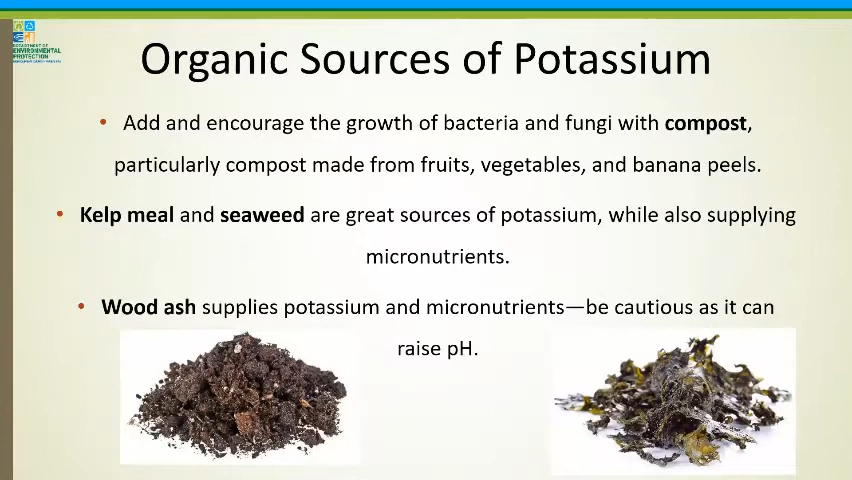 DEPARTMENT OF
ENVIRONMENTAL
PROTECTION
Organic Sources of Potassium
• Add and encourage the growth of bacteria and fungi with compost,
particularly compost made from fruits, vegetables, and banana peels.
• Kelp meal and seaweed are great sources of potassium, while also supplying
micronutrients.
• Wood ash supplies potassium and micronutrients—be cautious as it can
raise pH.